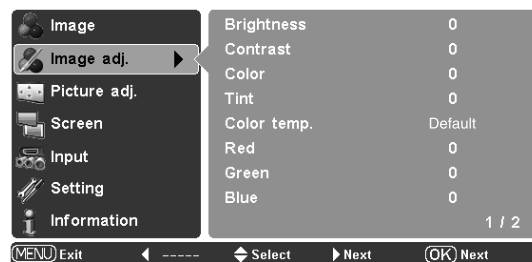 Image
Image adj.
Picture adj.
Screen
Input
Setting
Information
Brightness 0
Contrast 0
Color 0
Tint 0
Color temp. Default
Red 0
Green 0
Blue 0
1 / 2
MENU Exit ----- Select Next OK Next